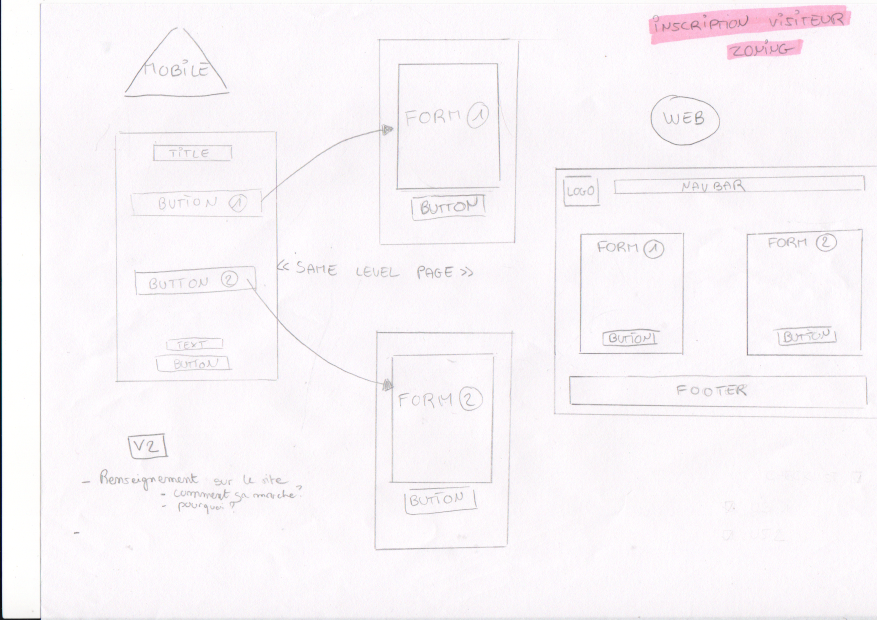 INSCRIPTION VISITEUR
ZONING
MOBILE
TITLE
BUTTON 1
BUTTON 2
TEXT
BUTTON
FORM 1
BUTTON
<< SAME LEVEL PAGE >>
FORM 2
BUTTON
WEB
LOGO
NAVBAR
FORM 1
BUTTON
FORM 2
BUTTON
FOOTER
V2
- Renseignement sur le site
- comment ça marche?
- pourquoi?